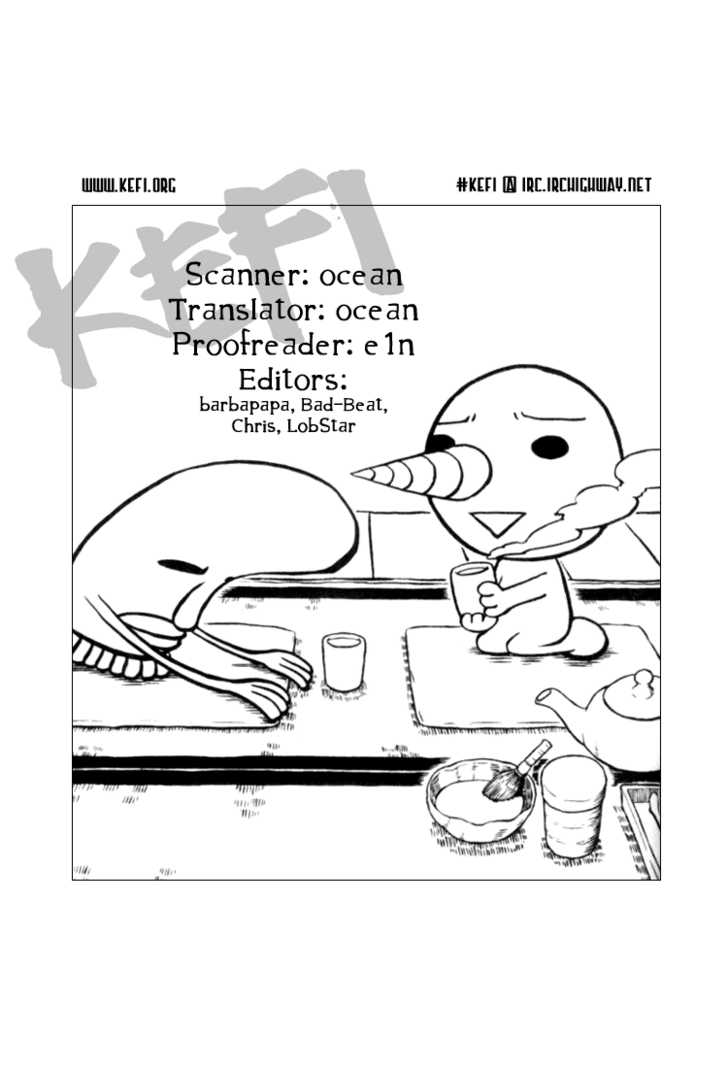 WWW.KEFI.ORG
#KEFI @ IRC.IRCHIGHWAY.NET
KEFI
Scanner: ocean
Translator: ocean
Proofreader: e1n
Editors:
barbapapa, Bad-Beat,
Chris, LobStar